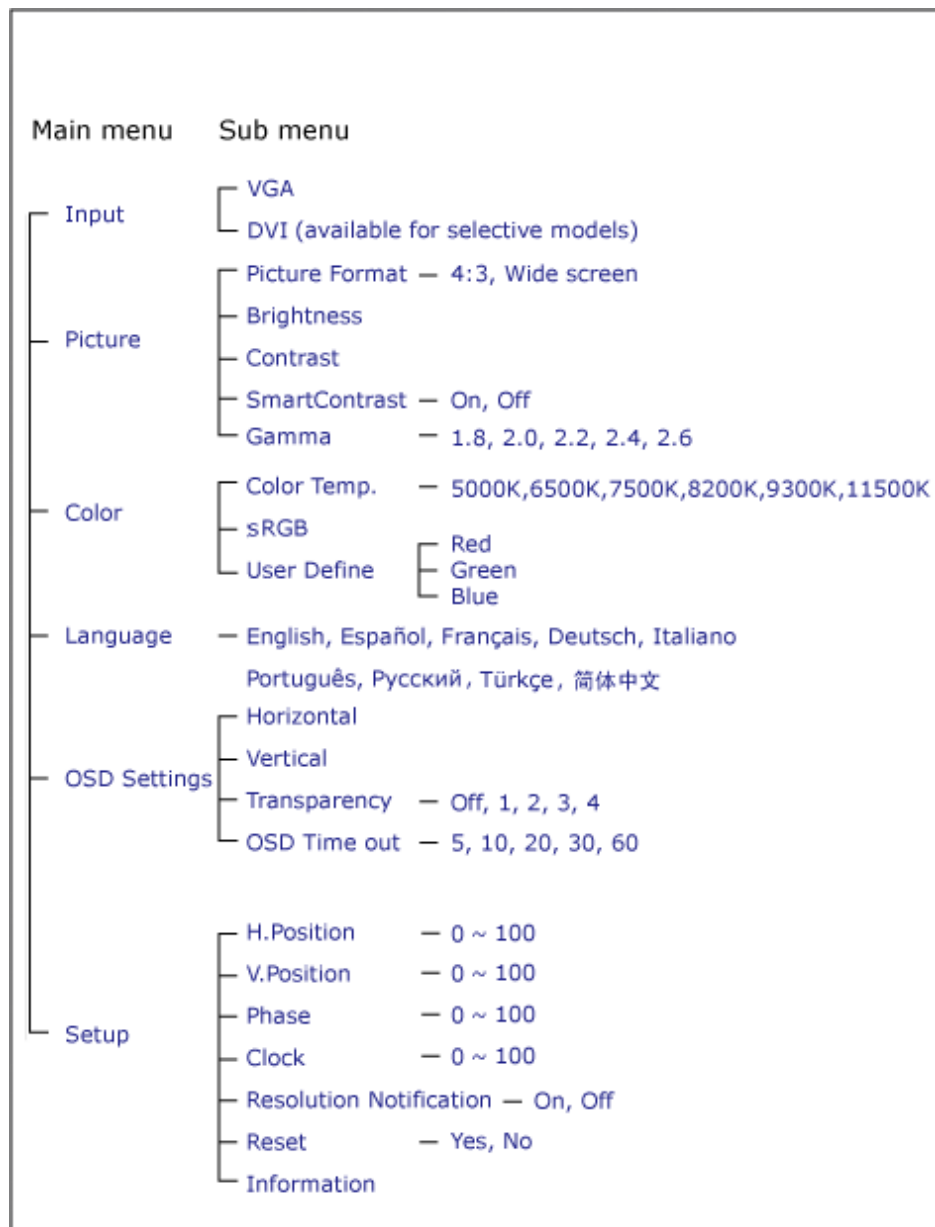 Main menu Sub menu
VGA
Input
DVI (available for selective models)
Picture Format — 4:3, Wide screen
Brightness
Picture
Contrast
SmartContrast — On, Off
Gamma — 1.8, 2.0, 2.2, 2.4, 2.6
Color Temp. — 5000K,6500K,7500K,8200K,9300K,11500K
Color
sRGB
Red
User Define Green
Blue
Language — English, Español, Français, Deutsch, Italiano
Português, Русский, Türkçe, 简体中文
Horizontal
Vertical
OSD Settings
Transparency — Off, 1, 2, 3, 4
OSD Time out — 5, 10, 20, 30, 60
H.Position — 0 ~ 100
V.Position — 0 ~ 100
Phase — 0 ~ 100
Setup
Clock — 0 ~ 100
Resolution Notification — On, Off
Reset — Yes, No
Information